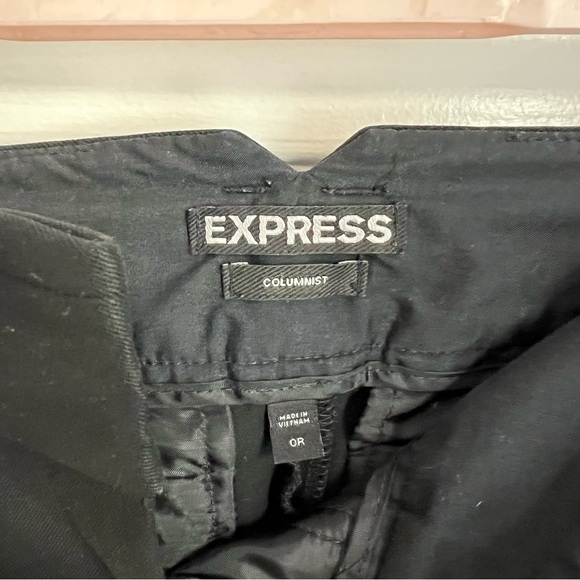 EXPRESS
COLUMNIST
MADE IN
VIETNAM
0R